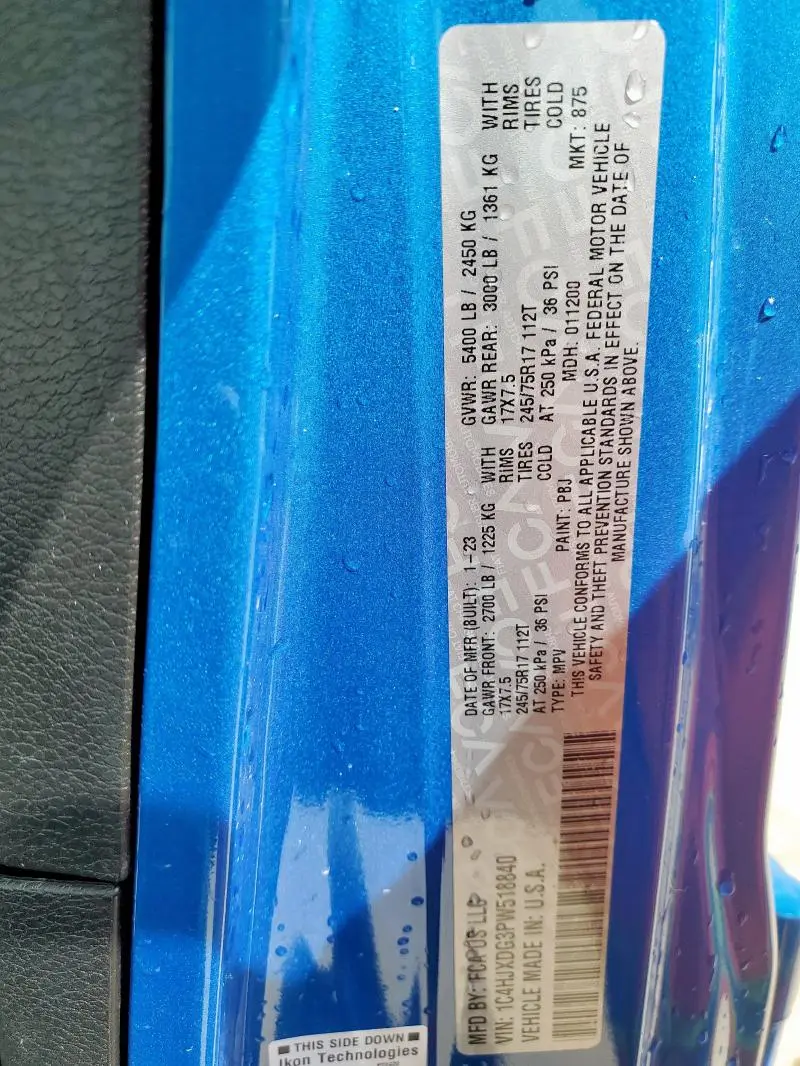 MFD BY: FCA US LLC
VIN: 1C4HJXDG3PW518840
VEHICLE MADE IN: U.S.A.
DATE OF MFR (BUILT): 1-23 GVWR: 5400 LB / 2450 KG
GAWR FRONT: 2700 LB / 1225 KG WITH GAWR REAR: 3000 LB / 1361 KG WITH
17X7.5 RIMS 17X7.5 RIMS
245/75R17 112T TIRES 245/75R17 112T TIRES
AT 250 kPa / 36 PSI COLD AT 250 kPa / 36 PSI COLD
TYPE: MPV PAINT: PBJ MDH: 011200 MKT: 875
THIS VEHICLE CONFORMS TO ALL APPLICABLE U.S.A. FEDERAL MOTOR VEHICLE
SAFETY AND THEFT PREVENTION STANDARDS IN EFFECT ON THE DATE OF
MANUFACTURE SHOWN ABOVE.
THIS SIDE DOWN
Ikon Technologies